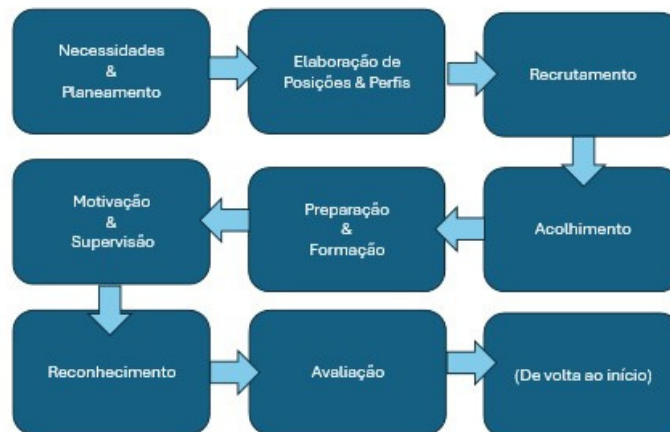 Necessidades
&
Planeamento
Elaboração de
Posições & Perfis
Recrutamento
Acolhimento
Preparação
&
Formação
Motivação
&
Supervisão
Reconhecimento
Avaliação
(De volta ao início)